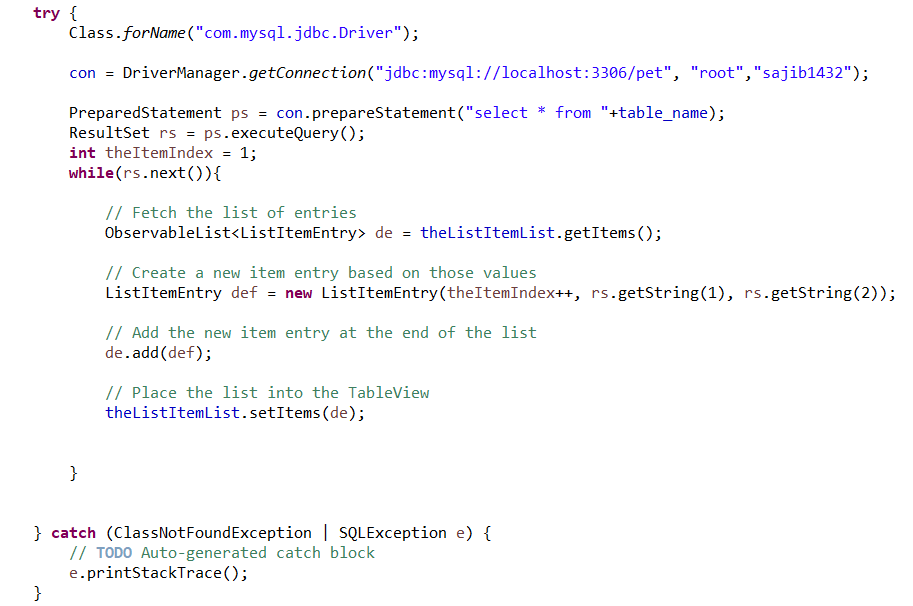 try {
Class.forName("com.mysql.jdbc.Driver");
con = DriverManager.getConnection("jdbc:mysql://localhost:3306/pet", "root","sajib1432");
PreparedStatement ps = con.prepareStatement("select * from "+table_name);
ResultSet rs = ps.executeQuery();
int theItemIndex = 1;
while(rs.next()){
// Fetch the list of entries
ObservableList<ListItemEntry> de = theListItemList.getItems();
// Create a new item entry based on those values
ListItemEntry def = new ListItemEntry(theItemIndex++, rs.getString(1), rs.getString(2));
// Add the new item entry at the end of the list
de.add(def);
// Place the list into the TableView
theListItemList.setItems(de);
}
} catch (ClassNotFoundException | SQLException e) {
// TODO Auto-generated catch block
e.printStackTrace();
}